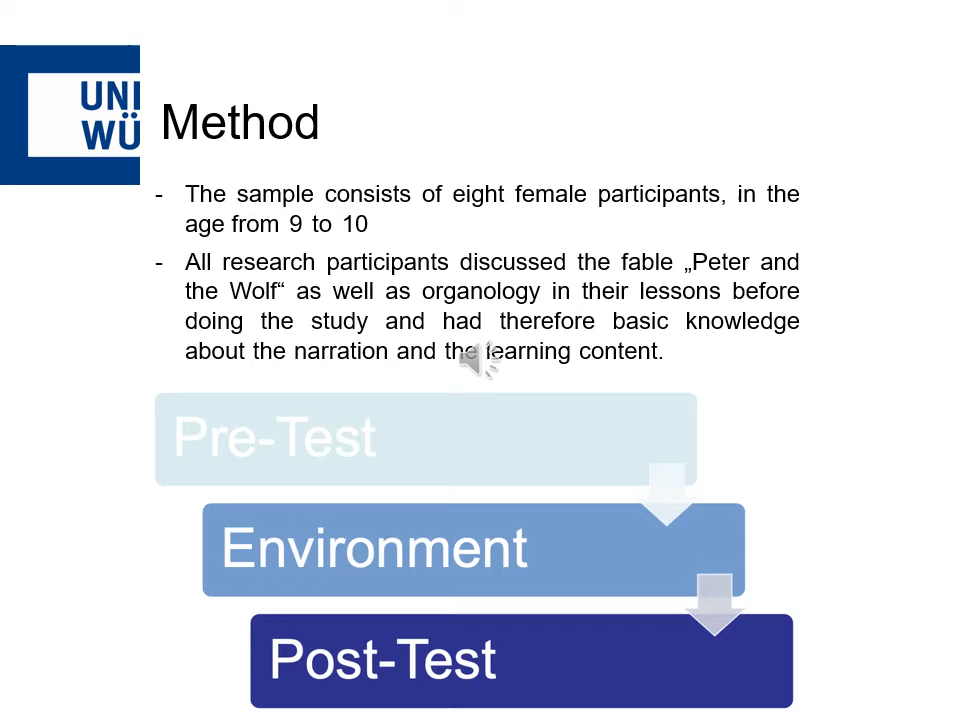 UNI
WÜ
Method
- The sample consists of eight female participants, in the
age from 9 to 10
- All research participants discussed the fable „Peter and
the Wolf“ as well as organology in their lessons before
doing the study and had therefore basic knowledge
about the narration and the learning content.
Pre-Test
Environment
Post-Test